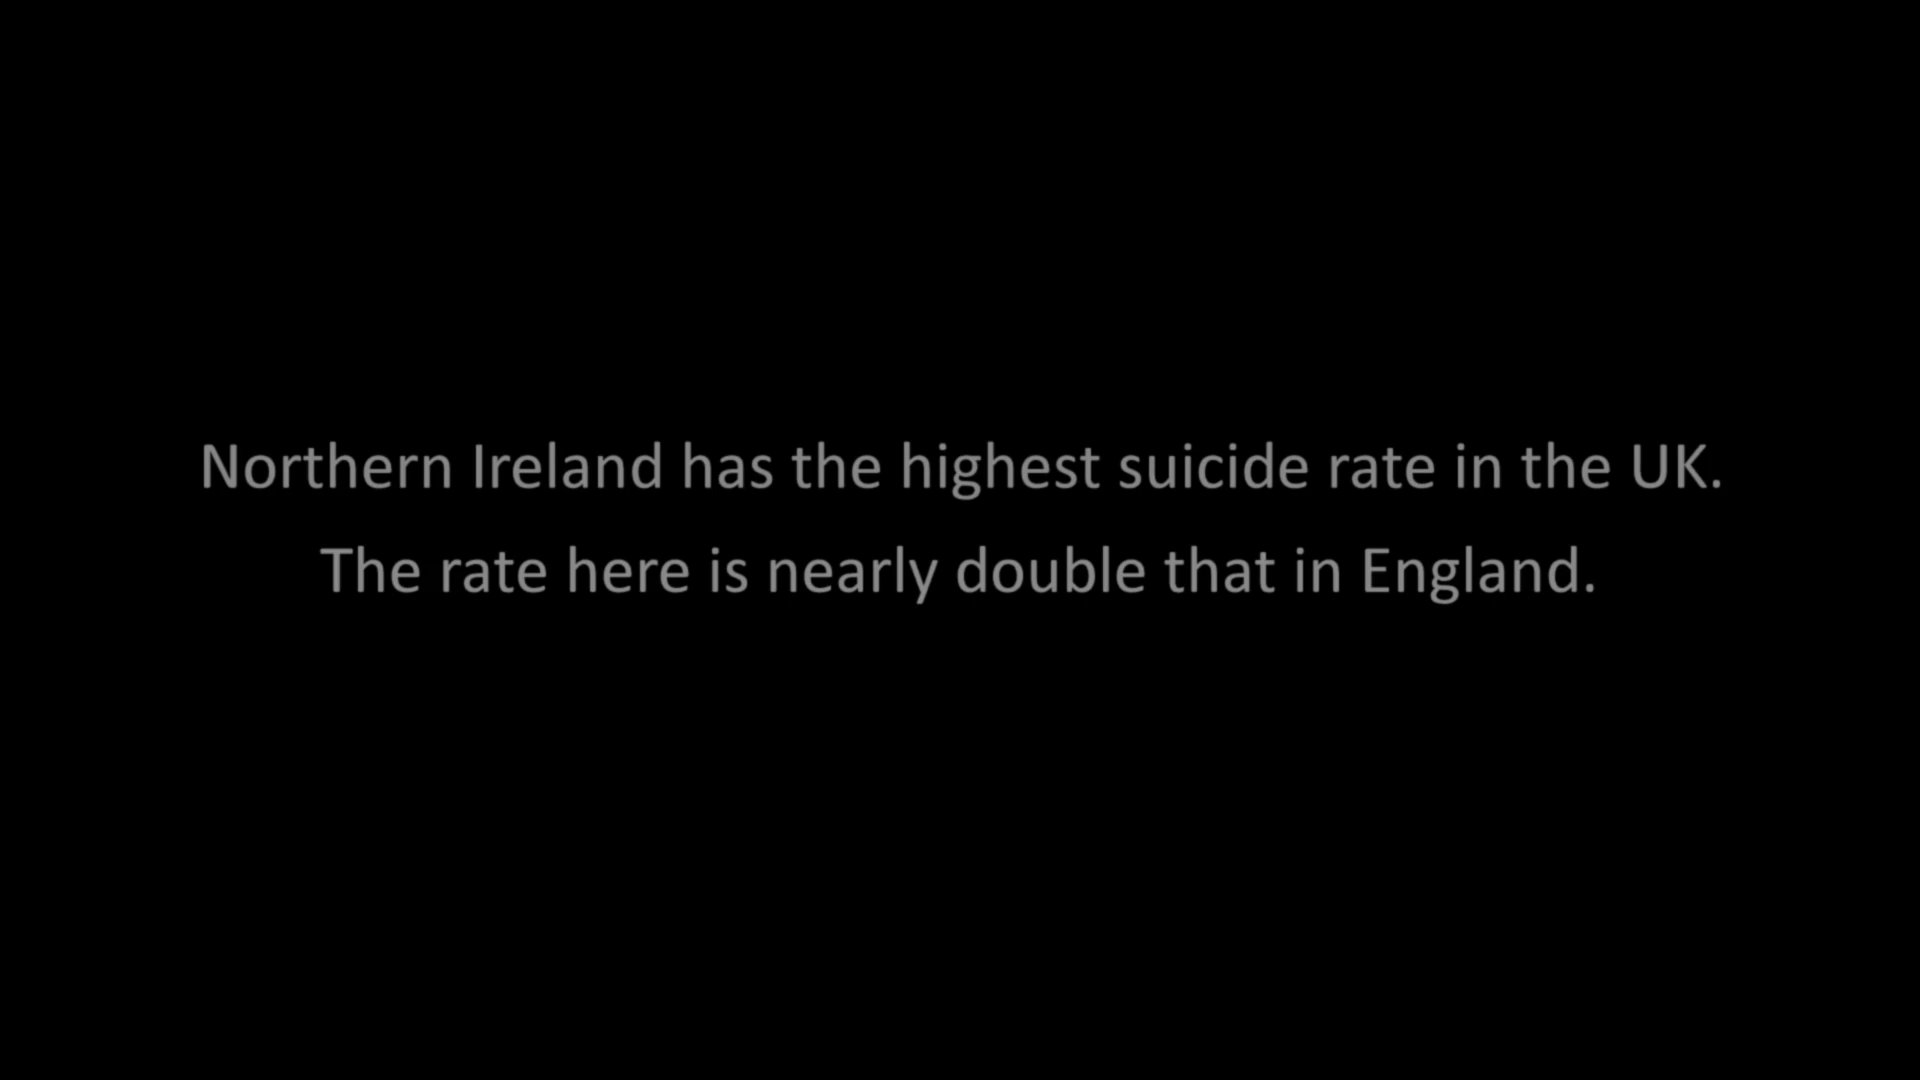 Northern Ireland has the highest suicide rate in the UK.
The rate here is nearly double that in England.